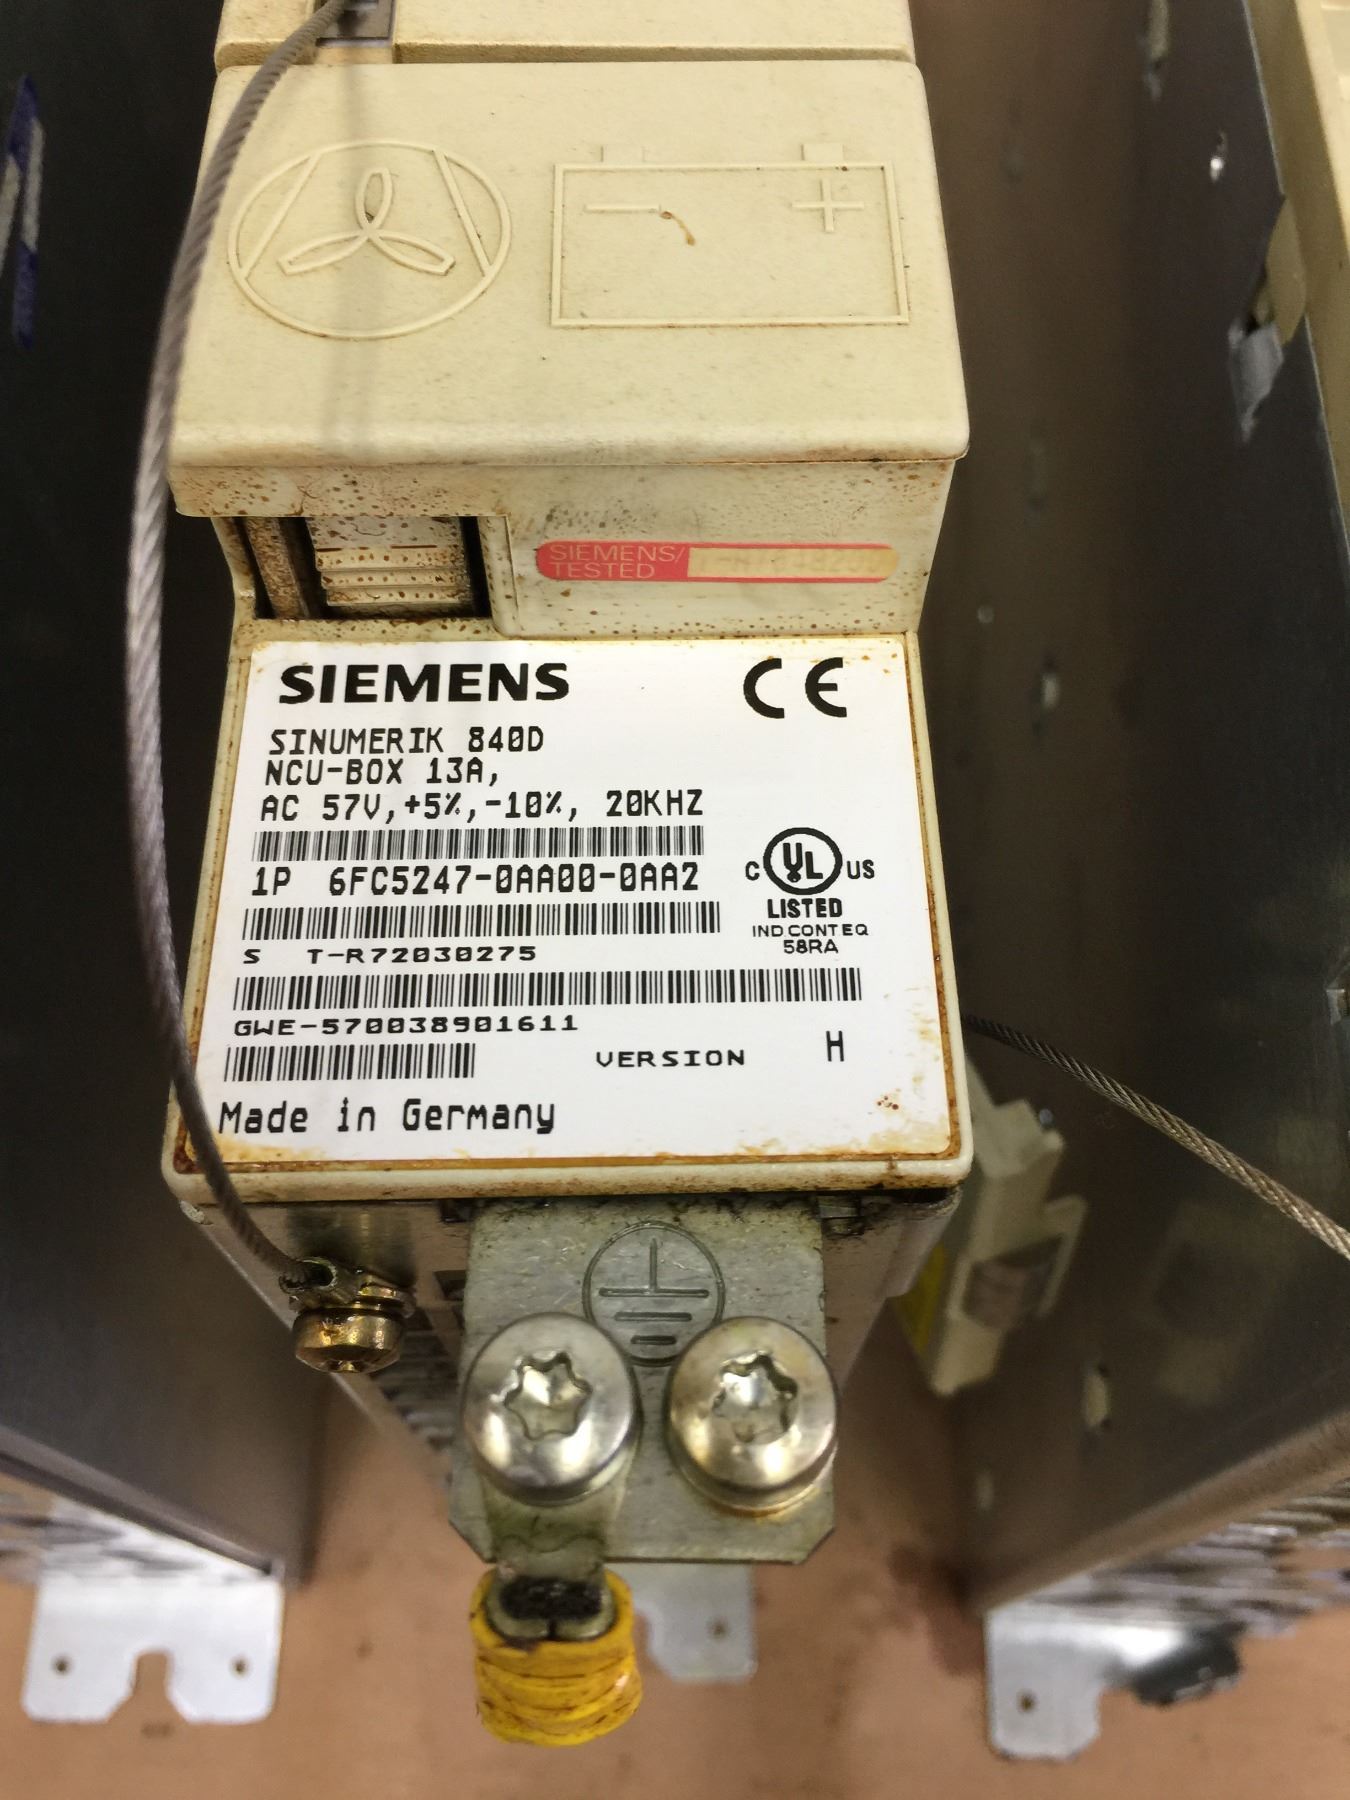 SIEMENS/
TESTED
SIEMENS CE
SINUMERIK 840D
NCU-BOX 13A,
AC 57V,+5%,-10%, 20KHZ
1P 6FC5247-0AA00-0AA2
C UL US
LISTED
IND CONT EQ
58RA
S T-R72030275
GWE-570038901611
VERSION H
Made in Germany